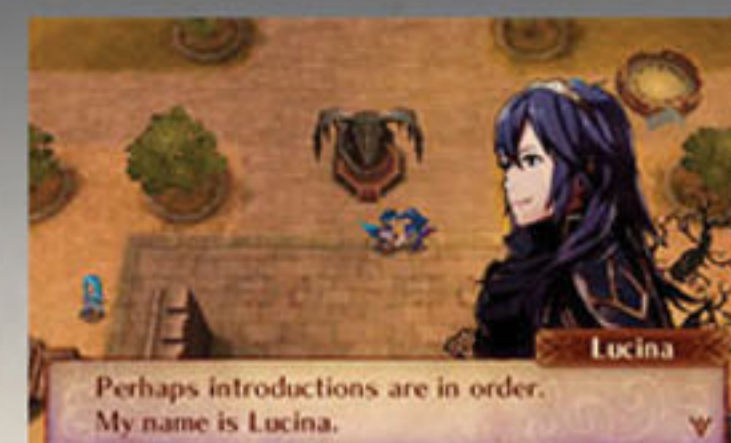 Lucina
Perhaps introductions are in order.
My name is Lucina.